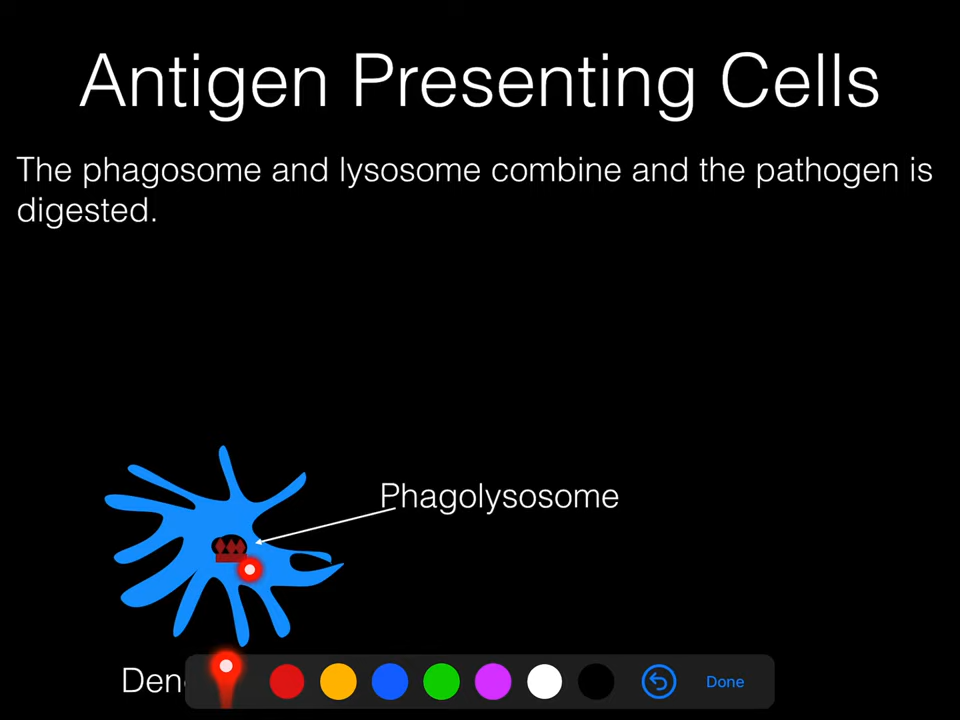 Antigen Presenting Cells
The phagosome and lysosome combine and the pathogen is
digested.
Phagolysosome
Done